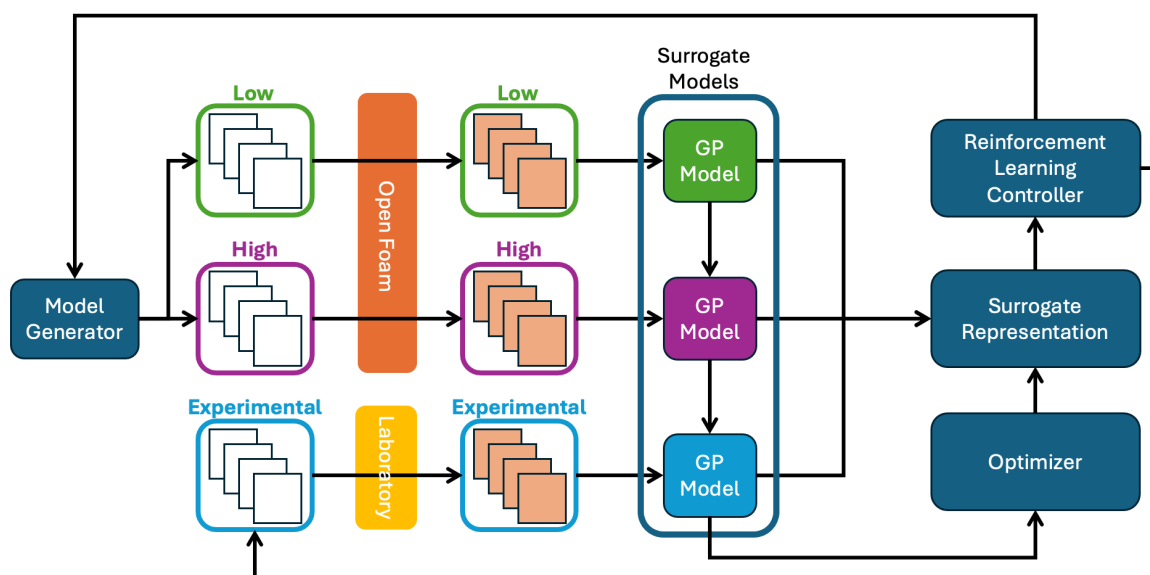 Surrogate
Models
Low
Low
GP
Model
Reinforcement
Learning
Controller
Open Foam
High
High
Model
Generator
GP
Model
Surrogate
Representation
Experimental
Experimental
Laboratory
GP
Model
Optimizer